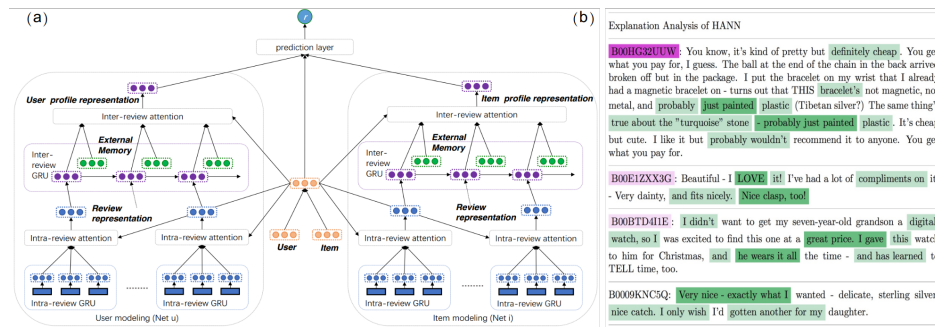 (a)
(b)
r
prediction layer
User profile representation
Item profile representation
Inter-review attention
Inter-review attention
External
Memory
External
Memory
Inter-
review
GRU
Inter-
review
GRU
Review
representation
Review
representation
Intra-review attention
Intra-review attention
User
Item
Intra-review attention
Intra-review attention
Intra-review GRU
........
Intra-review GRU
Intra-review GRU
........
Intra-review GRU
User modeling (Net u)
Item modeling (Net i)
Explanation Analysis of HANN
B00HG32UUW: You know, it's kind of pretty but definitely cheap. You ge
what you pay for, I guess. The ball at the end of the chain in the back arrive
broken off but in the package. I put the bracelet on my wrist that I alread
had a magnetic bracelet on - turns out that THIS bracelet's not magnetic, no
metal, and probably just painted plastic (Tibetan silver?) The same thing'
true about the "turquoise" stone - probably just painted plastic. It's cheap
but cute. I like it but probably wouldn't recommend it to anyone. You ge
what you pay for.
B00E1ZXX3G: Beautiful - I LOVE it! I've had a lot of compliments on it
- Very dainty, and fits nicely. Nice clasp, too!
B00BTD4I1E: I didn't want to get my seven-year-old grandson a digital
watch, so I was excited to find this one at a great price. I gave this watch
to him for Christmas, and he wears it all the time - and has learned t
TELL time, too.
B0009KNC5Q: Very nice - exactly what I wanted - delicate, sterling silver
nice catch. I only wish I'd gotten another for my daughter.